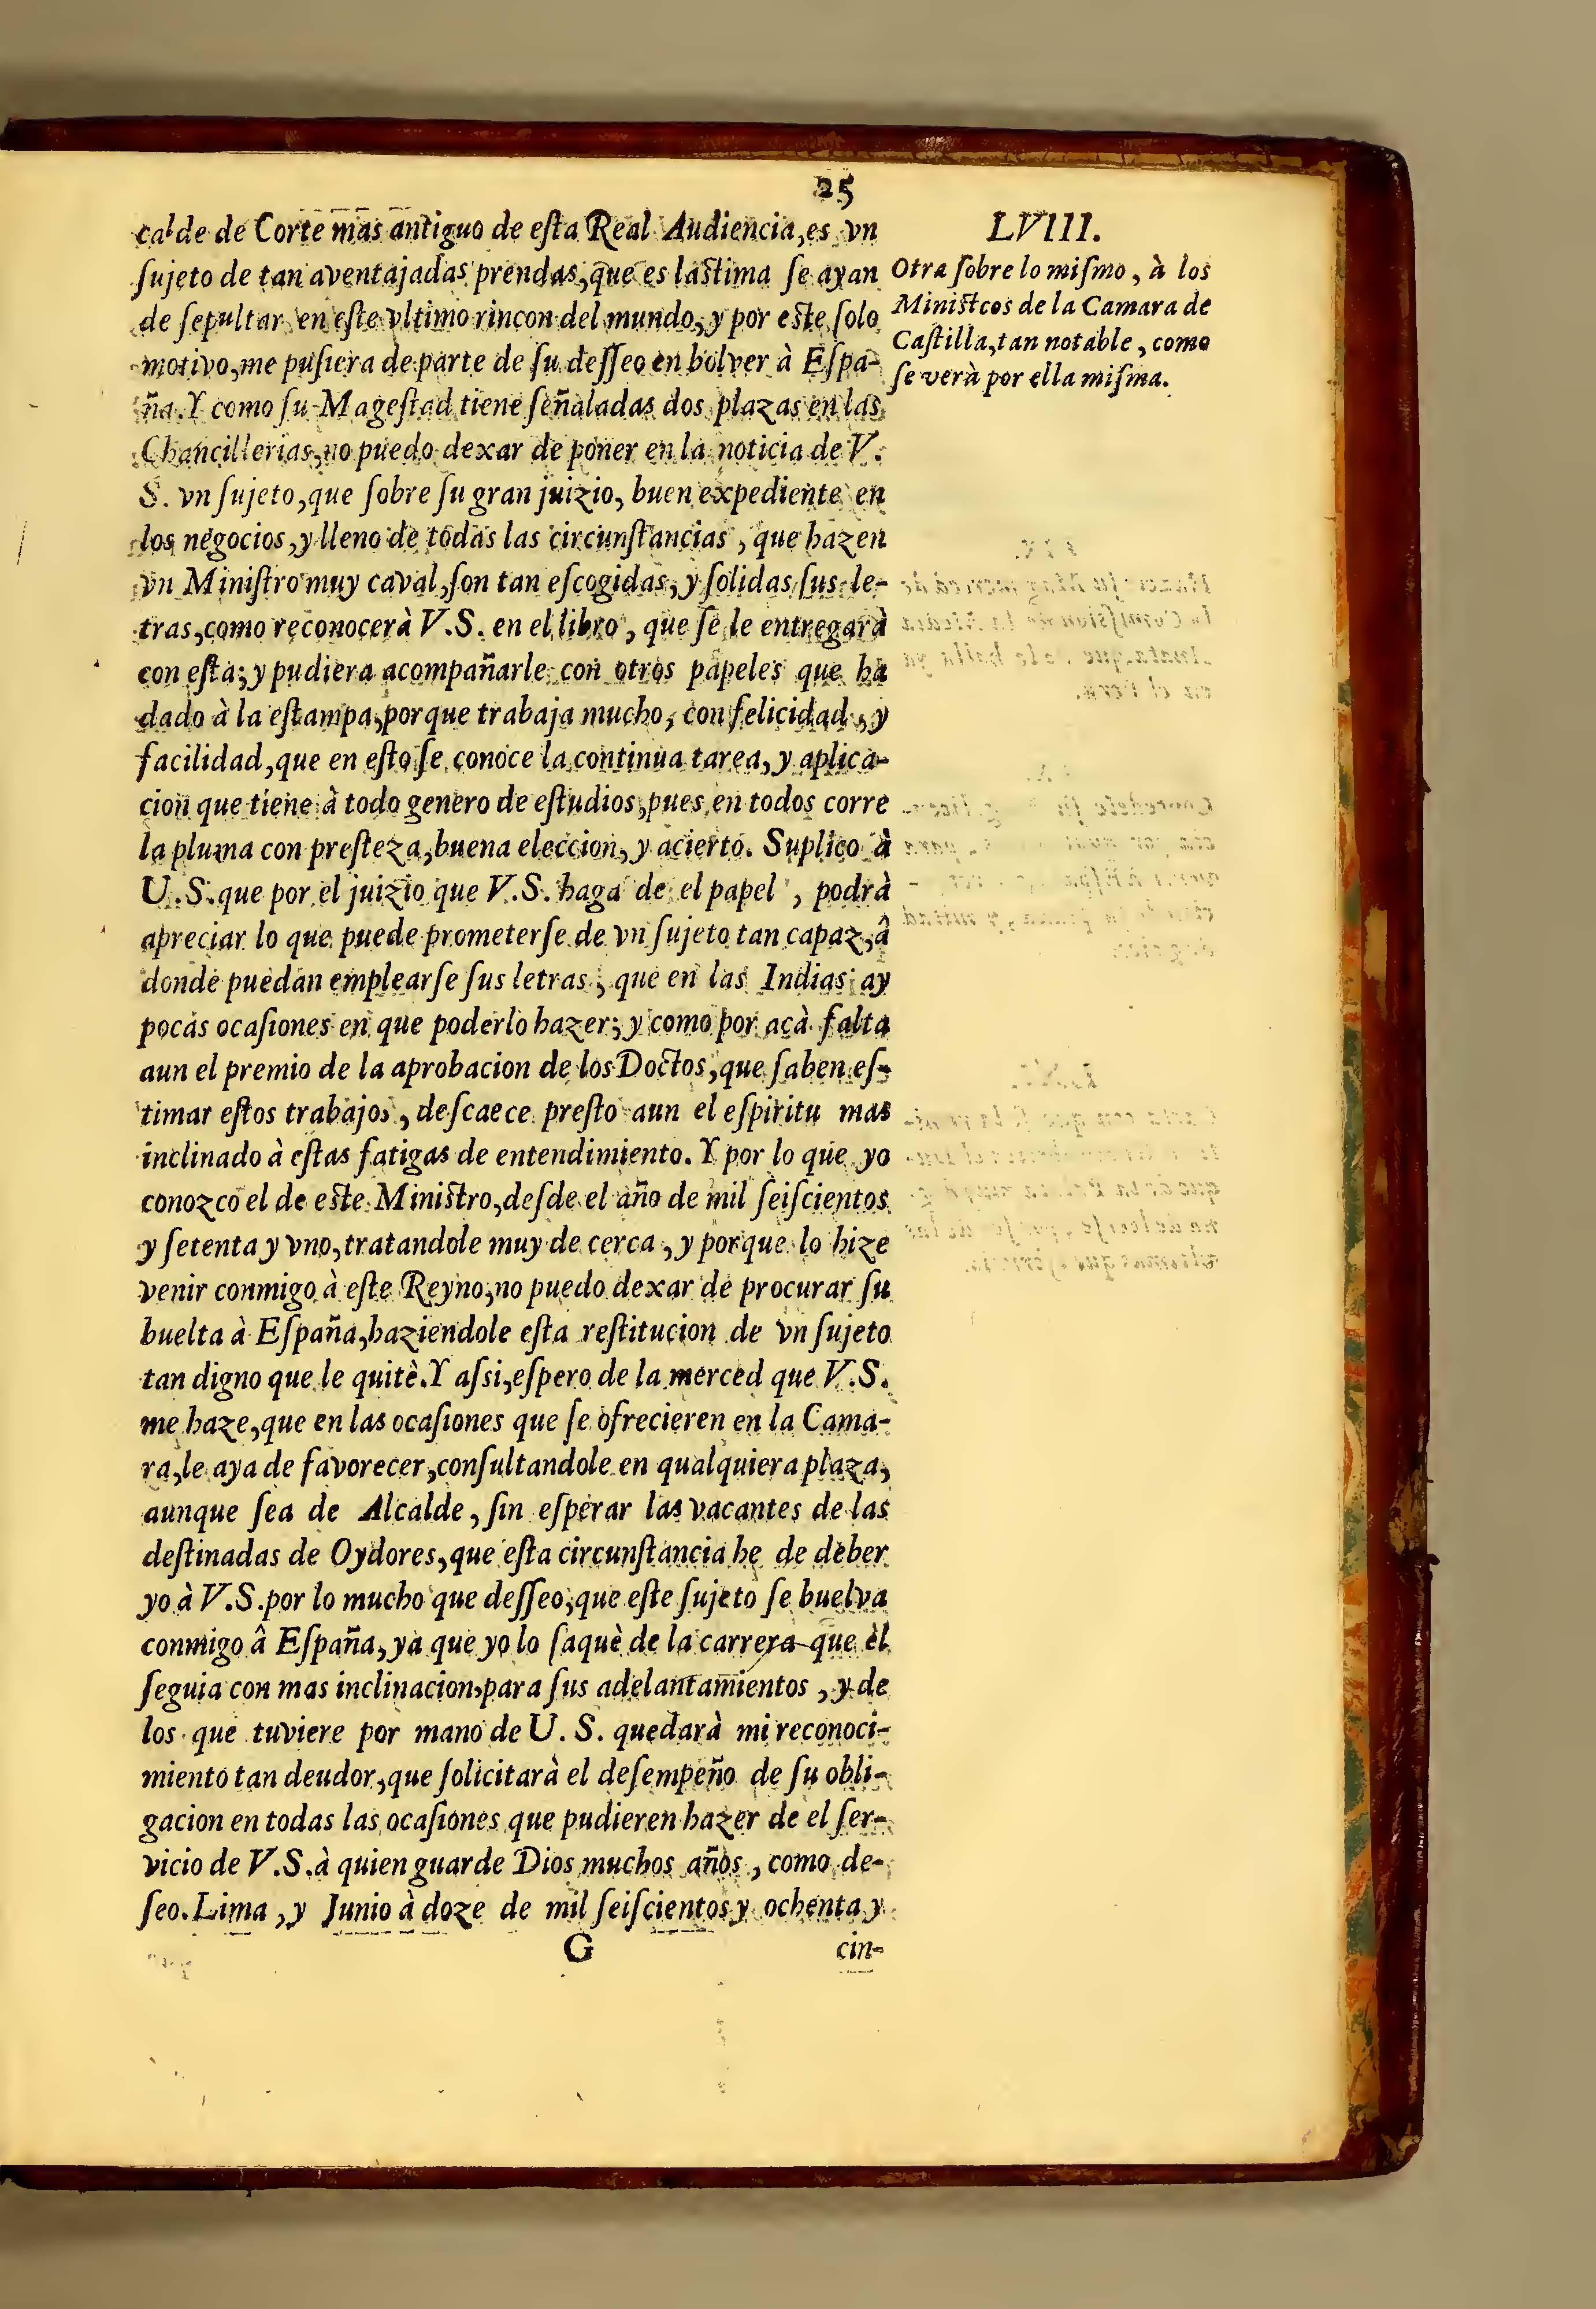 25
calde de Corte mas antiguo de eſta Real Audiencia,es vn
ſujeto de tan aventajadas prendas,que es laſtima ſe ayan
de ſepultar en eſte vltimo rincon del mundo, y por eſte ſolo
motivo,me puſiera de parte de ſu deſſeo en bolver à Eſpa-
ña.Y como ſu Mageſtad tiene ſeñaladas dos plazas en las
Chancillerias,no puedo dexar de poner en la noticia de V.
S. vn ſujeto,que ſobre ſu gran juizio, buen expediente en
los negocios,y lleno de todas las circunſtancias , que hazen
vn Miniſtro muy caval,ſon tan eſcogidas, y ſolidas ſus le-
tras,como reconocerà V.S. en el libro , que ſe le entregarà
con eſta; y pudiera acompañarle con otros papeles que ha
dado à la eſtampa,porque trabaja mucho, con felicidad , y
facilidad,que en eſto ſe conoce la continua tarea, y aplica-
cion que tiene à todo genero de eſtudios,pues en todos corre
la pluma con preſteza,buena eleccion, y acierto. Suplico à
U.S.que por el juizio que V.S. haga de el papel , podrà
apreciar lo que puede prometerſe de vn ſujeto tan capaz,â
donde puedan emplearſe ſus letras , que en las Indias ay
pocas ocaſiones en que poderlo hazer; y como por acà falta
aun el premio de la aprobacion de los Doctos,que ſaben eſ-
timar eſtos trabajos , deſcaece preſto aun el eſpiritu mas
inclinado à eſtas fatigas de entendimiento. Y por lo que yo
conozco el de eſte Miniſtro,deſde el año de mil ſeiſcientos
y ſetenta y vno,tratandole muy de cerca , y porque lo hize
venir conmigo à eſte Reyno,no puedo dexar de procurar ſu
buelta à Eſpaña,haziendole eſta reſtitucion de vn ſujeto
tan digno que le quitè.Y aſsi,eſpero de la merced que V.S.
me haze,que en las ocaſiones que ſe ofrecieren en la Cama-
ra,le aya de favorecer,conſultandole en qualquiera plaza,
aunque ſea de Alcalde , ſin eſperar las vacantes de las
deſtinadas de Oydores,que eſta circunſtancia he de deber
yo à V.S.por lo mucho que deſſeo,que eſte ſujeto ſe buelva
conmigo â Eſpaña, ya que yo lo ſaquè de la carrera que èl
ſeguia con mas inclinacion,para ſus adelantamientos , y de
los que tuviere por mano de U. S. quedarà mi reconoci-
miento tan deudor,que ſolicitarà el deſempeño de ſu obli-
gacion en todas las ocaſiones que pudieren hazer de el ſer-
vicio de V.S.à quien guarde Dios muchos años , como de-
ſeo.Lima , y Junio à doze de mil ſeiſcientos y ochenta y
G cin-
LVIII.
Otra ſobre lo miſmo , à los
Miniſtcos de la Camara de
Caſtilla,tan notable , como
ſe verà por ella miſma.